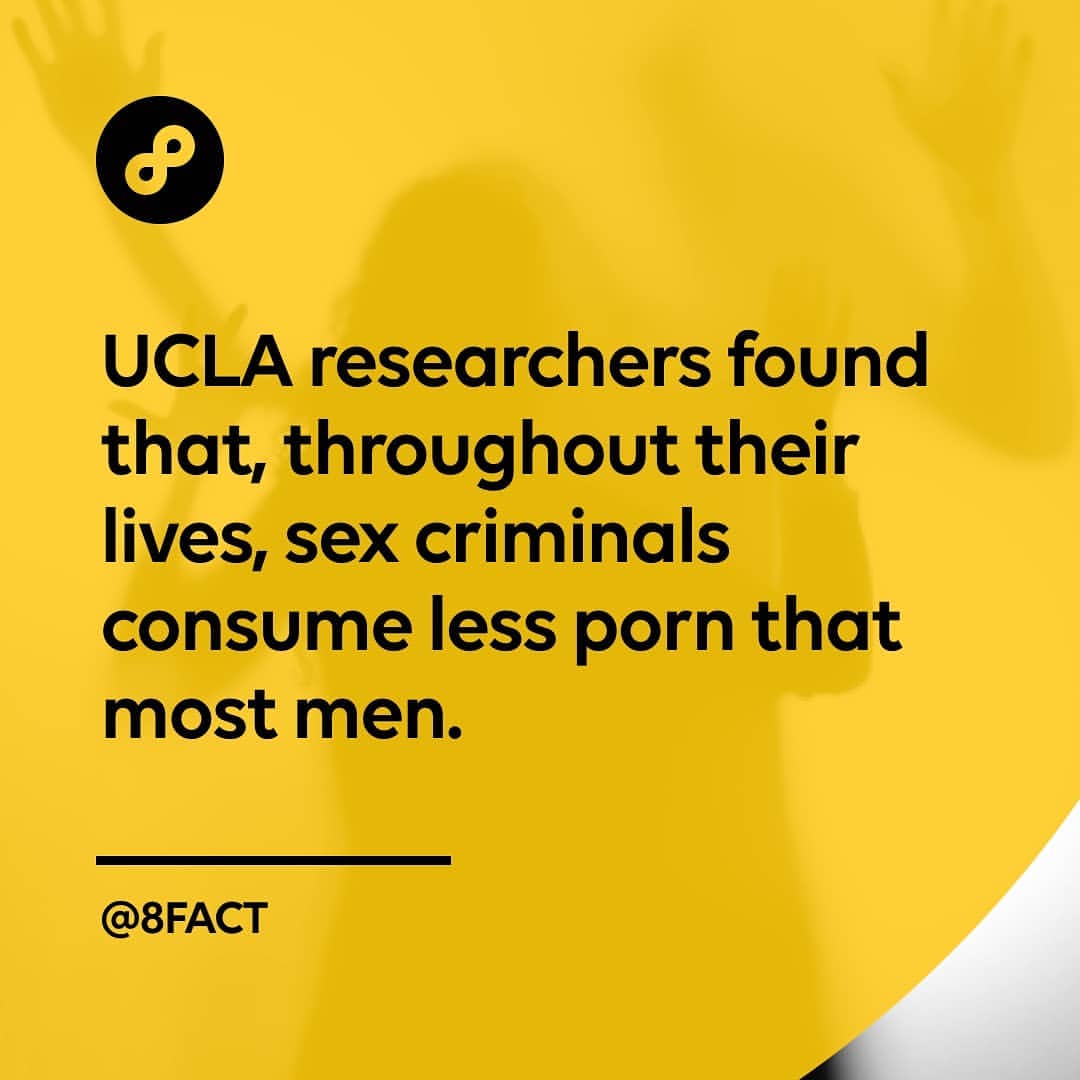 UCLA researchers found
that, throughout their
lives, sex criminals
consume less porn that
most men.
@8FACT